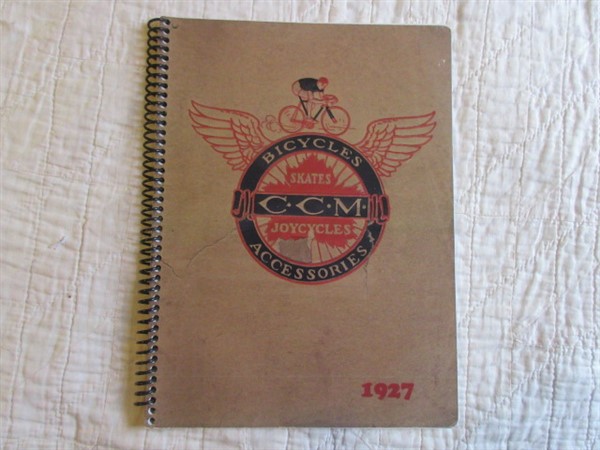 BICYCLES
SKATES
C·C·M·
JOYCYCLES
ACCESSORIES
1927